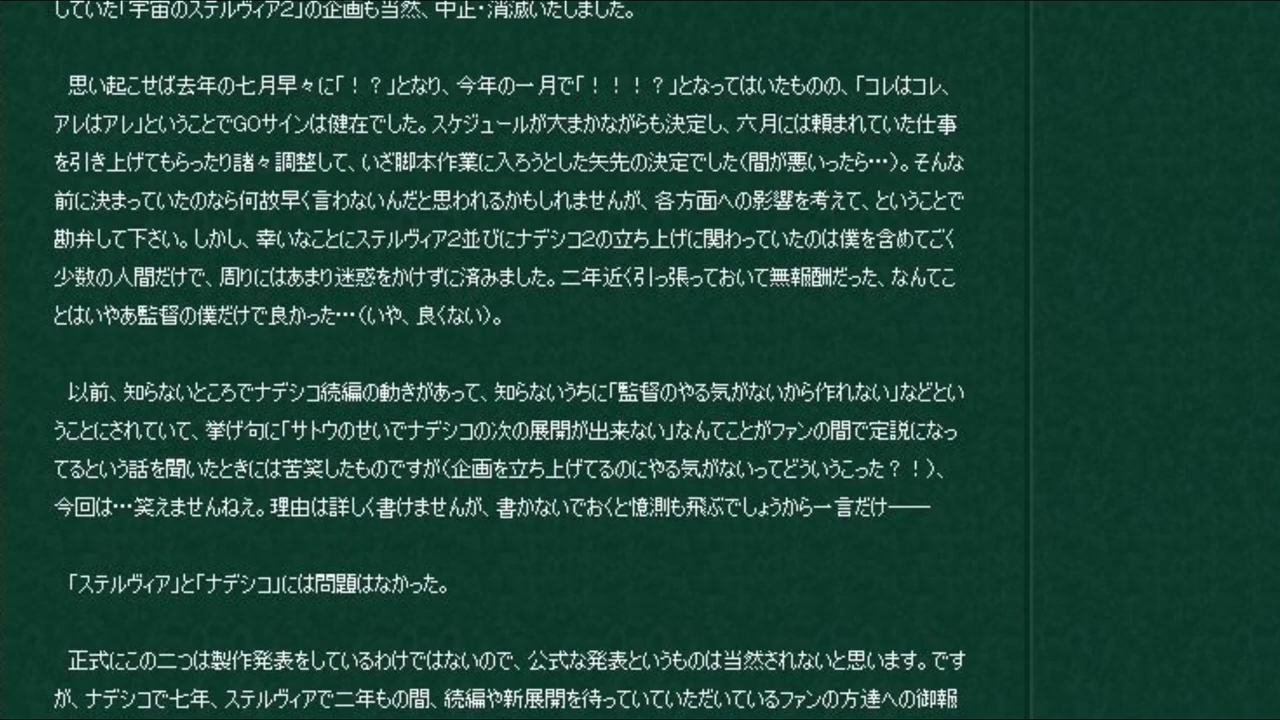 していた「宇宙のステルヴィア2」の企画も当然、中止・消滅いたしました。
思い起こせば去年の七月早々に「！？」となり、今年の一月で「！！！？」となってはいたものの、「コレはコレ、
アレはアレ」ということでGOサインは健在でした。スケジュールが大まかながらも決定し、六月には頼まれていた仕事
を引き上げてもらったり諸々調整して、いざ脚本作業に入ろうとした矢先の決定でした（間が悪いったら…）。そんな
前に決まっていたのなら何故早く言わないんだと思われるかもしれませんが、各方面への影響を考えて、ということで
勘弁して下さい。しかし、幸いなことにステルヴィア2並びにナデシコ2の立ち上げに関わっていたのは僕を含めてごく
少数の人間だけで、周りにはあまり迷惑をかけずに済みました。二年近く引っ張っておいて無報酬だった、なんてこ
とはいやあ監督の僕だけで良かった…（いや、良くない）。
以前、知らないところでナデシコ続編の動きがあって、知らないうちに「監督のやる気がないから作れない」などとい
うことにされていて、挙げ句に「サトウのせいでナデシコの次の展開が出来ない」なんてことがファンの間で定説になっ
てるという話を聞いたときには苦笑したものですが（企画を立ち上げてるのにやる気がないってどういうこった？！）、
今回は…笑えませんねえ。理由は詳しく書けませんが、書かないでおくと憶測も飛ぶでしょうから一言だけ――
「ステルヴィア」と「ナデシコ」には問題はなかった。
正式にこの二つは製作発表をしているわけではないので、公式な発表というものは当然されないと思います。です
が、ナデシコで七年、ステルヴィアで二年もの間、続編や新展開を待っていていただいているファンの方達への御報